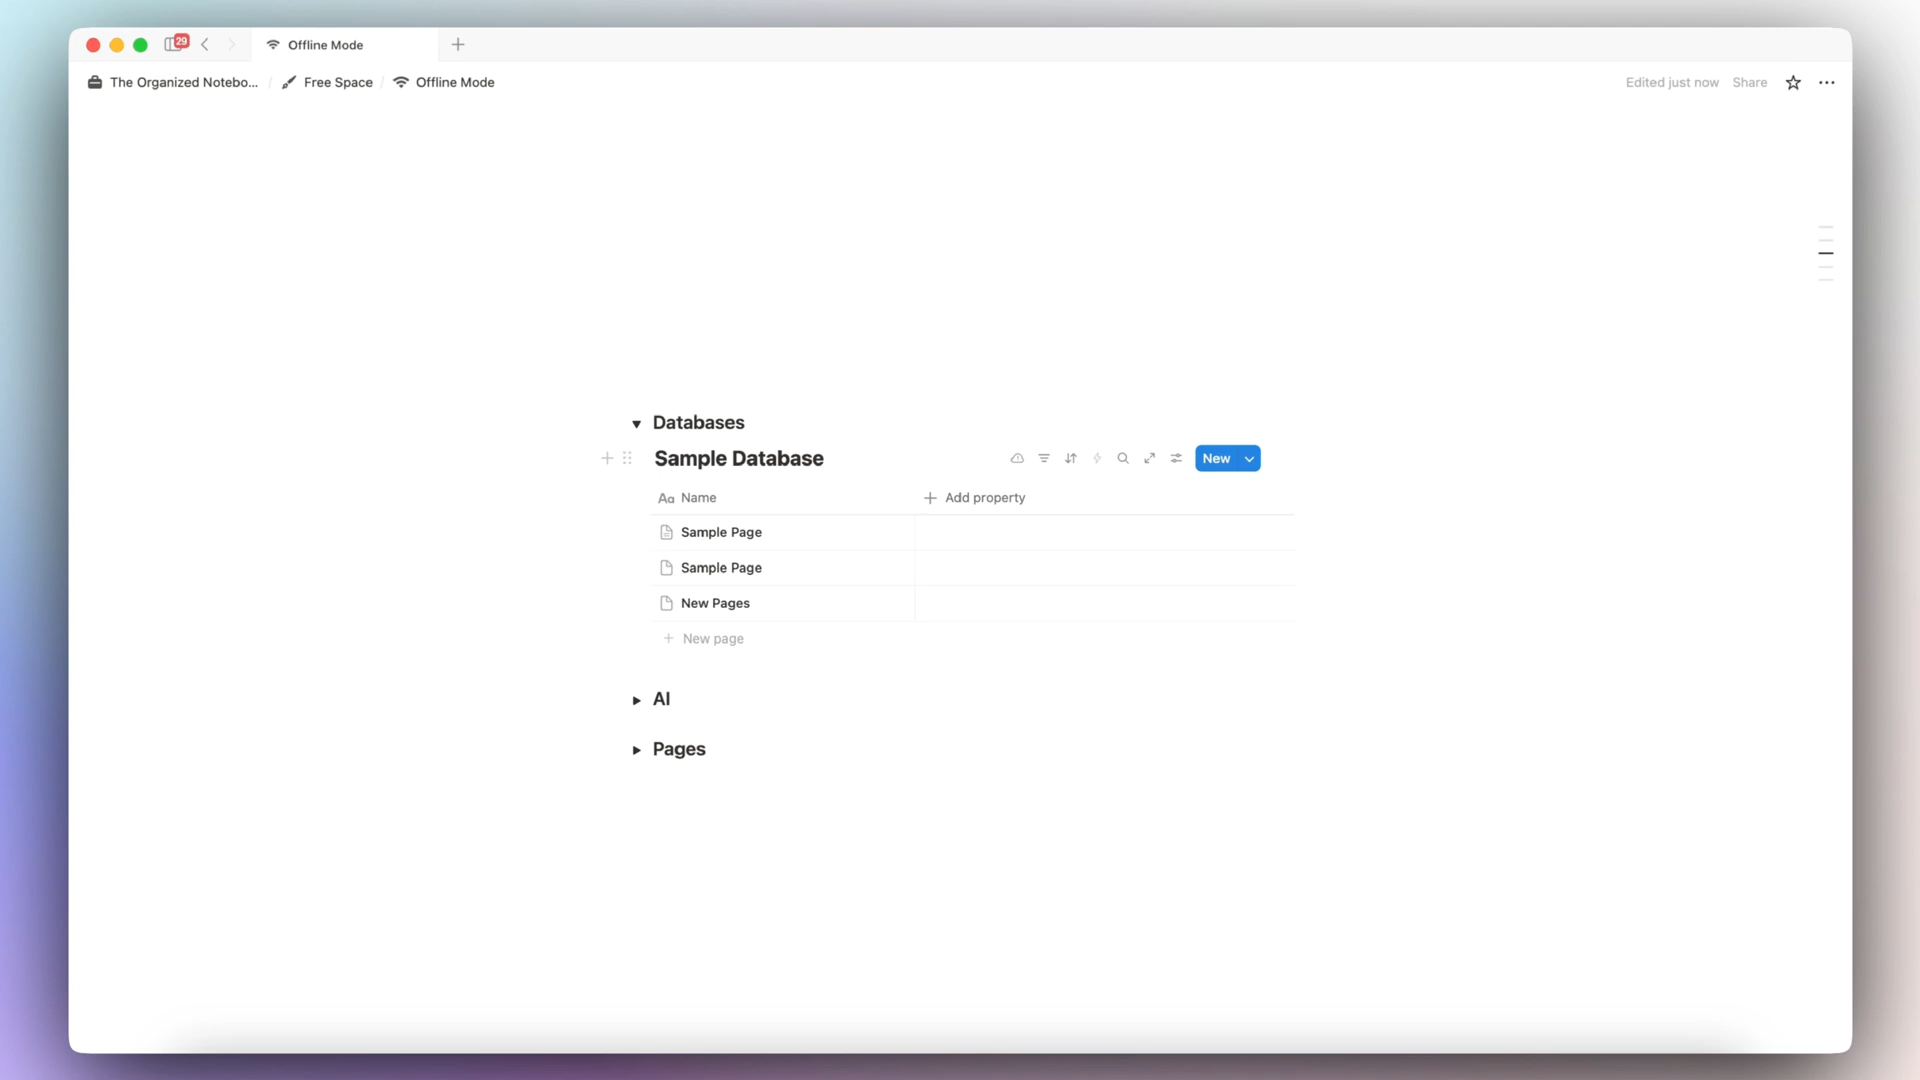 29
Offline Mode
The Organized Notebo... / Free Space / Offline Mode
Edited just now Share
Databases
Sample Database
New
Aa Name
Add property
Sample Page
Sample Page
New Pages
New page
AI
Pages